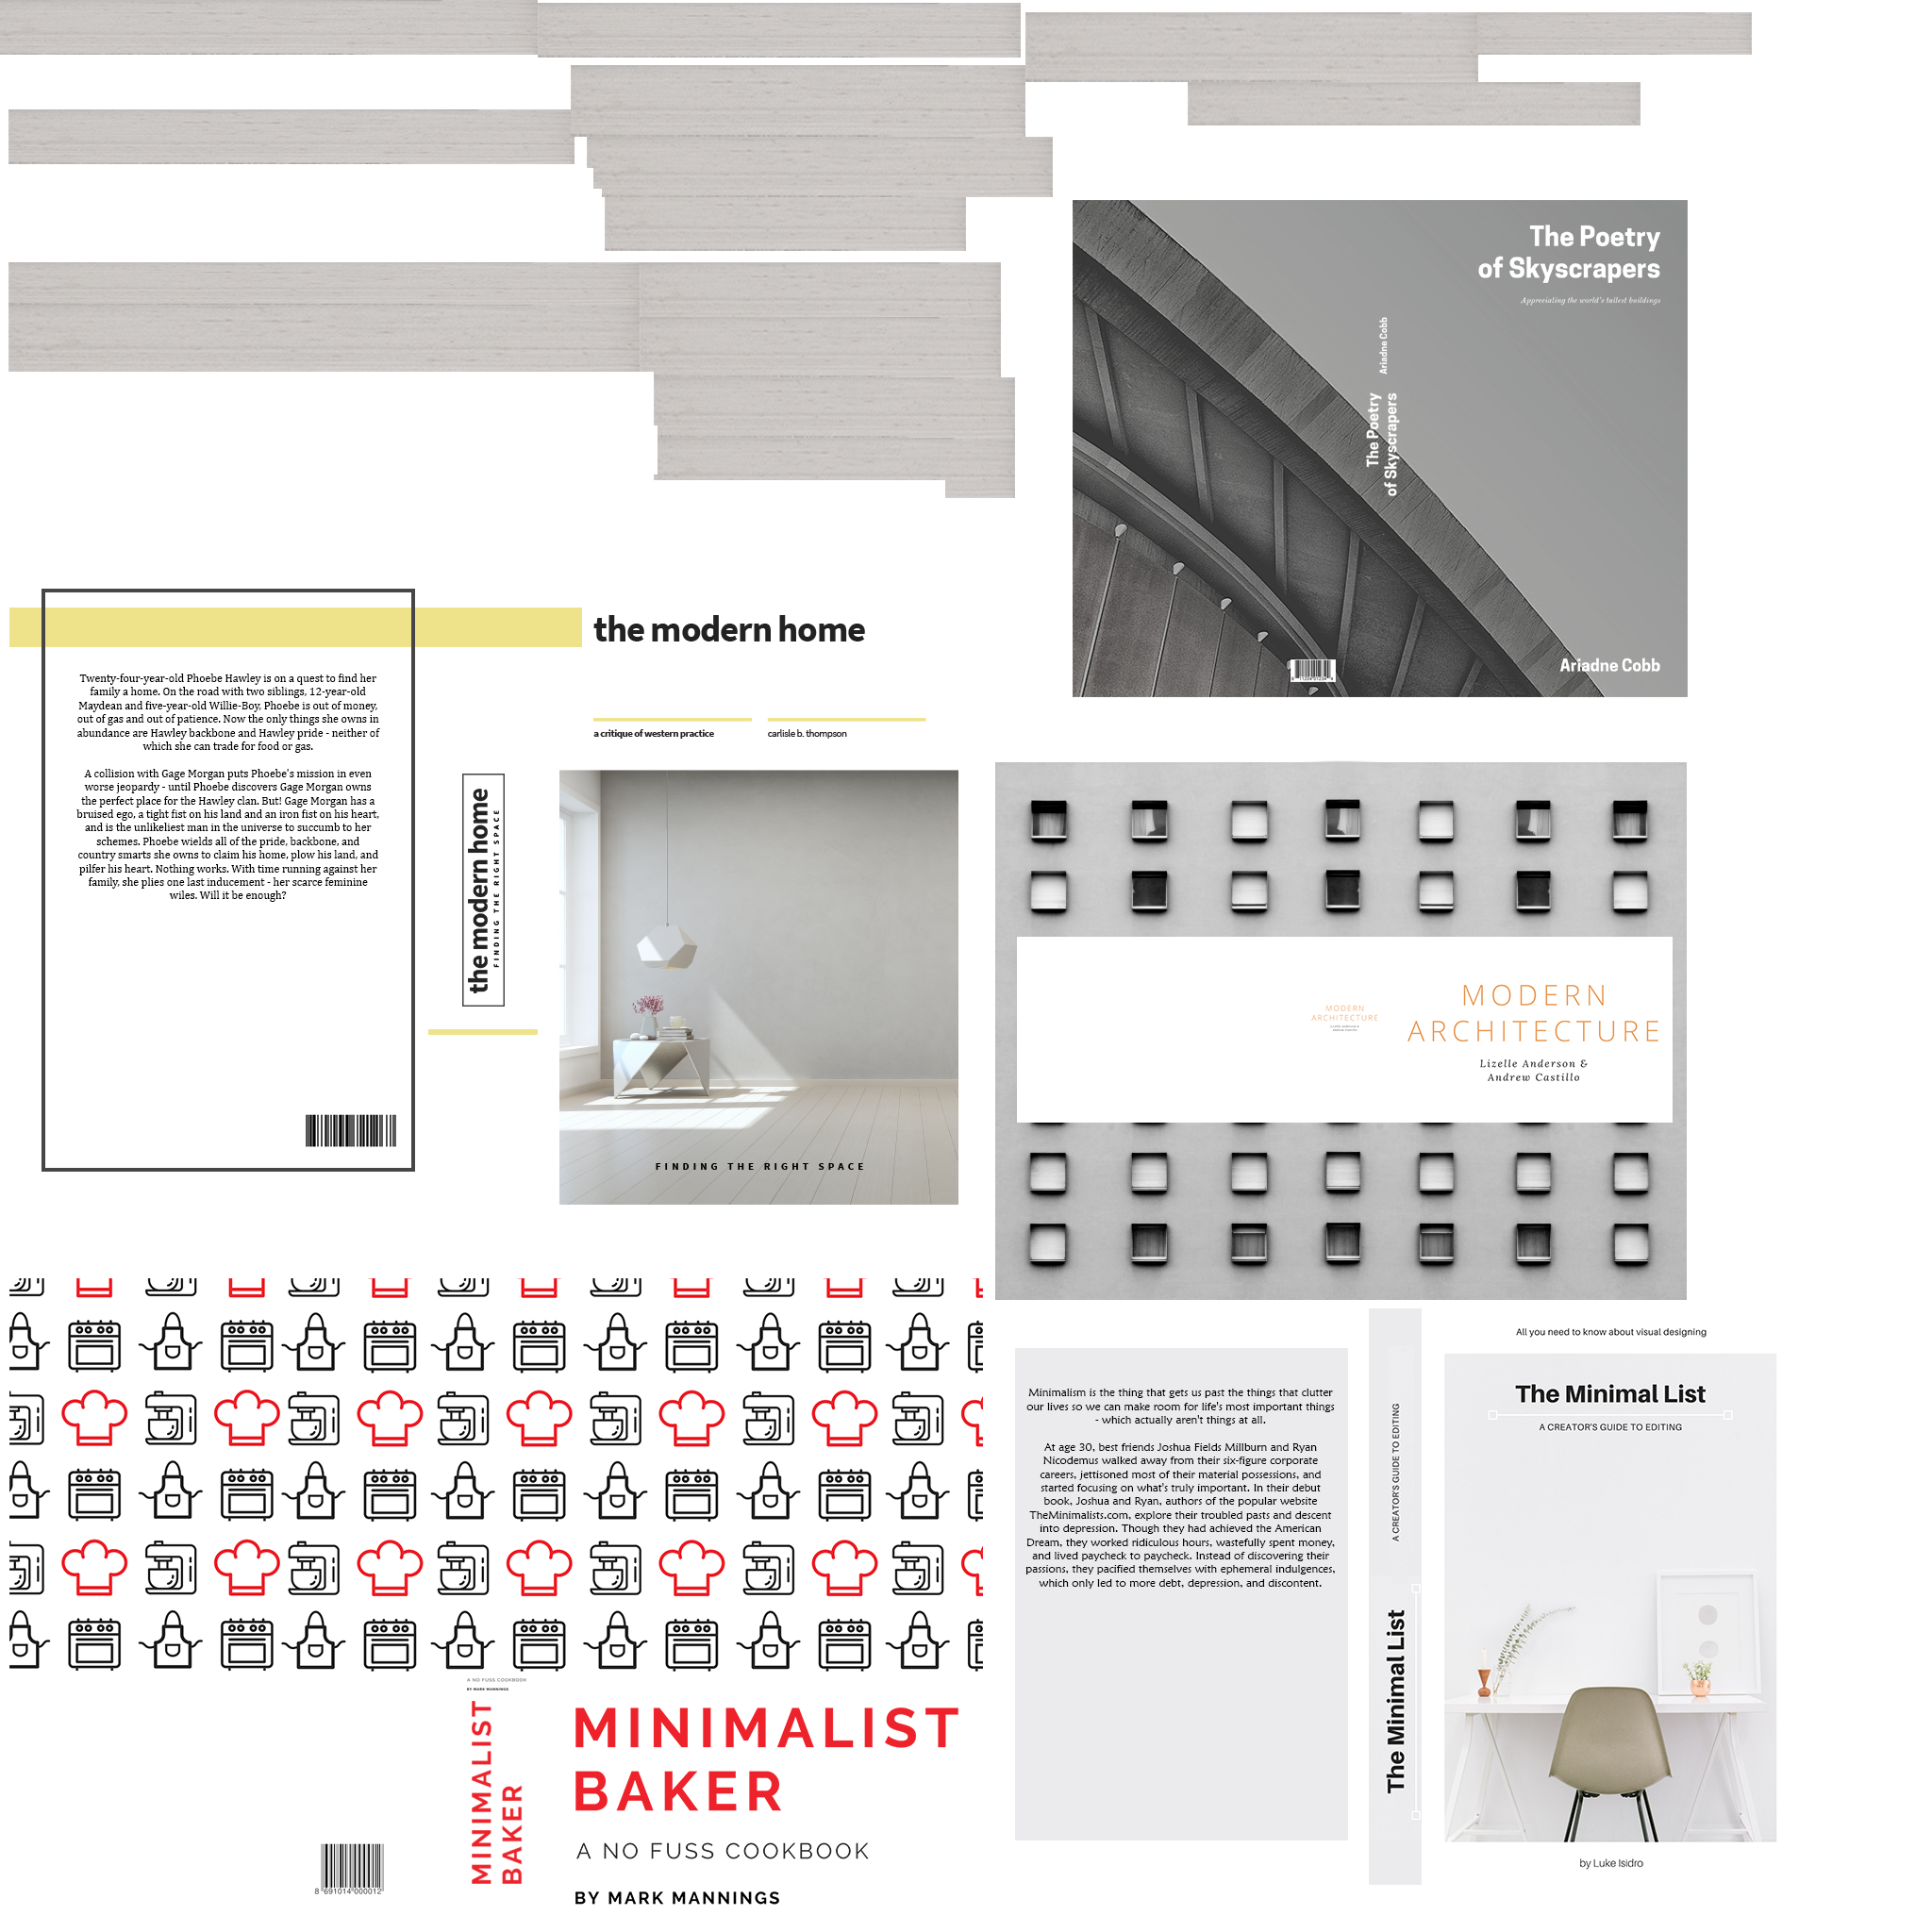 The Poetry
of Skyscrapers
Appreciating the world's tallest buildings
Ariadne Cobb
The Poetry
of Skyscrapers
Ariadne Cobb
the modern home
a critique of western practice
carlisle b. thompson
Twenty-four-year-old Phoebe Hawley is on a quest to find her
family a home. On the road with two siblings, 12-year-old
Maydean and five-year-old Willie-Boy, Phoebe is out of money,
out of gas and out of patience. Now the only things she owns in
abundance are Hawley backbone and Hawley pride - neither of
which she can trade for food or gas.
A collision with Gage Morgan puts Phoebe's mission in even
worse jeopardy - until Phoebe discovers Gage Morgan owns
the perfect place for the Hawley clan. But! Gage Morgan has a
bruised ego, a tight fist on his land and an iron fist on his heart,
and is the unlikeliest man in the universe to succumb to her
schemes. Phoebe wields all of the pride, backbone, and
country smarts she owns to claim his home, plow his land, and
pilfer his heart. Nothing works. With time running against her
family, she plies one last inducement - her scarce feminine
wiles. Will it be enough?
the modern home
FINDING THE RIGHT SPACE
FINDING THE RIGHT SPACE
MODERN
ARCHITECTURE
Lizelle Anderson &
Andrew Castillo
MODERN
ARCHITECTURE
Lizelle Anderson &
Andrew Castillo
A NO FUSS COOKBOOK
BY MARK MANNINGS
MINIMALIST
BAKER
MINIMALIST
BAKER
A NO FUSS COOKBOOK
BY MARK MANNINGS
8 691014 000012
Minimalism is the thing that gets us past the things that clutter
our lives so we can make room for life's most important things
- which actually aren't things at all.
At age 30, best friends Joshua Fields Millburn and Ryan
Nicodemus walked away from their six-figure corporate
careers, jettisoned most of their material possessions, and
started focusing on what's truly important. In their debut
book, Joshua and Ryan, authors of the popular website
TheMinimalists.com, explore their troubled pasts and descent
into depression. Though they had achieved the American
Dream, they worked ridiculous hours, wastefully spent money,
and lived paycheck to paycheck. Instead of discovering their
passions, they pacified themselves with ephemeral indulgences,
which only led to more debt, depression, and discontent.
A CREATOR'S GUIDE TO EDITING
The Minimal List
All you need to know about visual designing
The Minimal List
A CREATOR'S GUIDE TO EDITING
by Luke Isidro